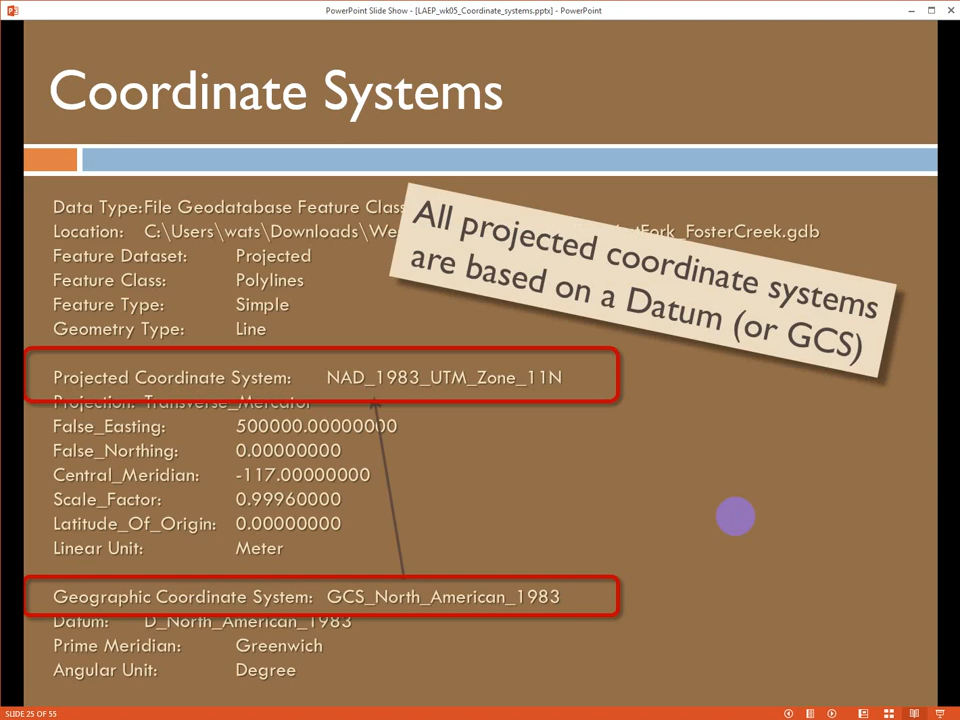 PowerPoint Slide Show - [LAEP_wk05_Coordinate_systems.pptx] - PowerPoint
Coordinate Systems
Data Type: File Geodatabase Feature Clas
Location: C:\Users\wats\Downloads\We Fork_FosterCreek.gdb
All projected coordinate systems
are based on a Datum (or GCS)
Feature Dataset: Projected
Feature Class: Polylines
Feature Type: Simple
Geometry Type: Line
Projected Coordinate System: NAD_1983_UTM_Zone_11N
Projection: Transverse_Mercator
False_Easting: 500000.00000000
False_Northing: 0.00000000
Central_Meridian: -117.00000000
Scale_Factor: 0.99960000
Latitude_Of_Origin: 0.00000000
Linear Unit: Meter
Geographic Coordinate System: GCS_North_American_1983
Datum: D_North_American_1983
Prime Meridian: Greenwich
Angular Unit: Degree
SLIDE 25 OF 55